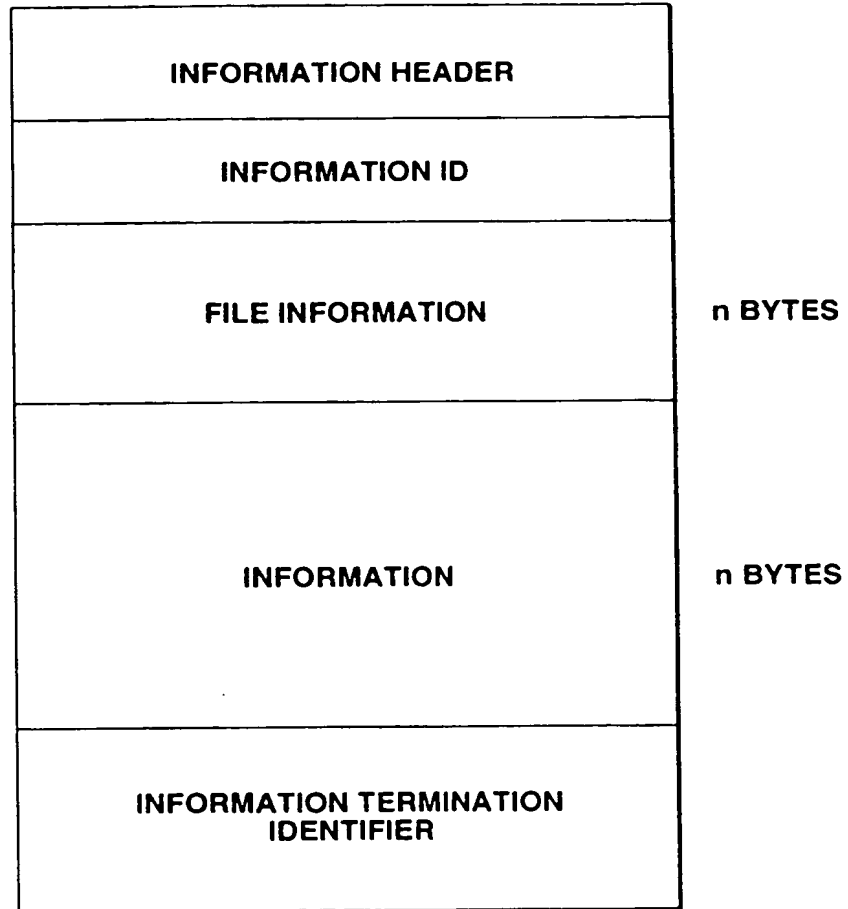 INFORMATION HEADER
INFORMATION ID
FILE INFORMATION
n BYTES
INFORMATION
n BYTES
INFORMATION TERMINATION
IDENTIFIER